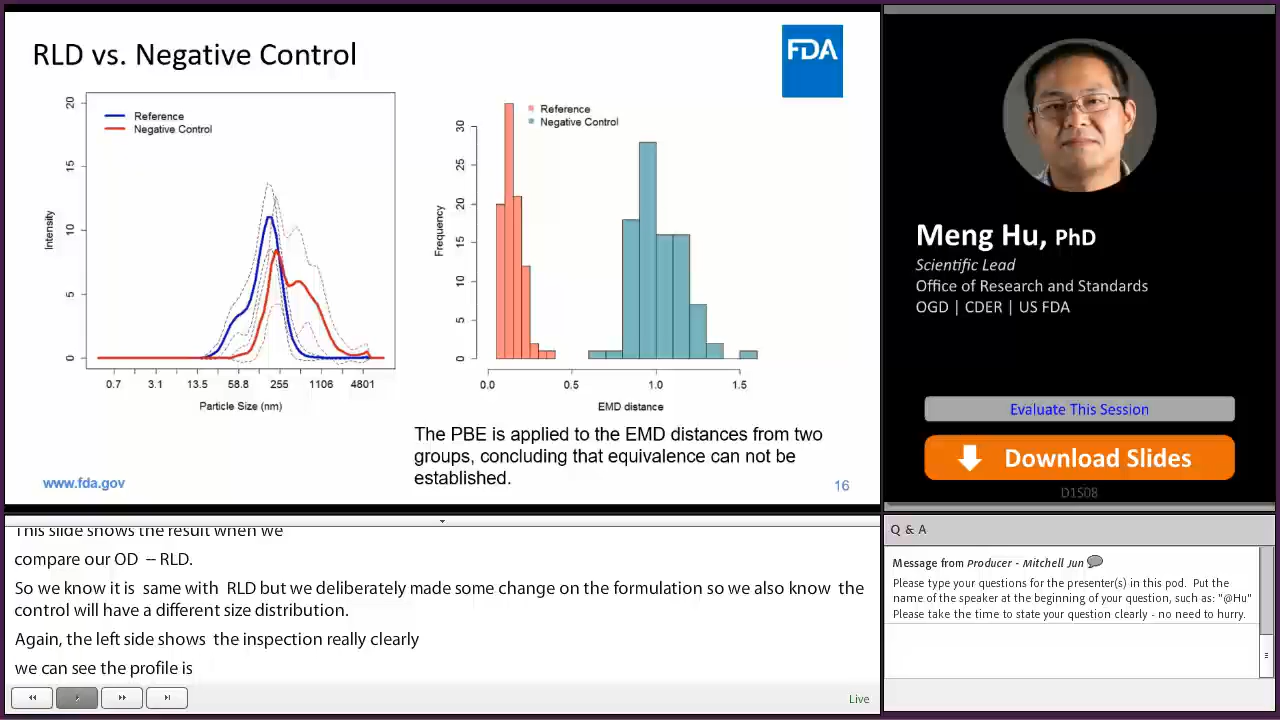 RLD vs. Negative Control
FDA
Reference
Negative Control
20
15
10
5
0
Intensity
0.7 3.1 13.5 58.8 255 1106 4801
Particle Size (nm)
Reference
Negative Control
30
25
20
15
10
5
0
Frequency
0.0 0.5 1.0 1.5
EMD distance
The PBE is applied to the EMD distances from two
groups, concluding that equivalence can not be
established.
www.fda.gov
16
Meng Hu, PhD
Scientific Lead
Office of Research and Standards
OGD | CDER | US FDA
Evaluate This Session
Download Slides
D1S08
This slide shows the result when we
compare our OD -- RLD.
So we know it is same with RLD but we deliberately made some change on the formulation so we also know the
control will have a different size distribution.
Again, the left side shows the inspection really clearly
we can see the profile is
Live
Q & A
Message from Producer - Mitchell Jun
Please type your questions for the presenter(s) in this pod. Put the
name of the speaker at the beginning of your question, such as: "@Hu"
Please take the time to state your question clearly - no need to hurry.